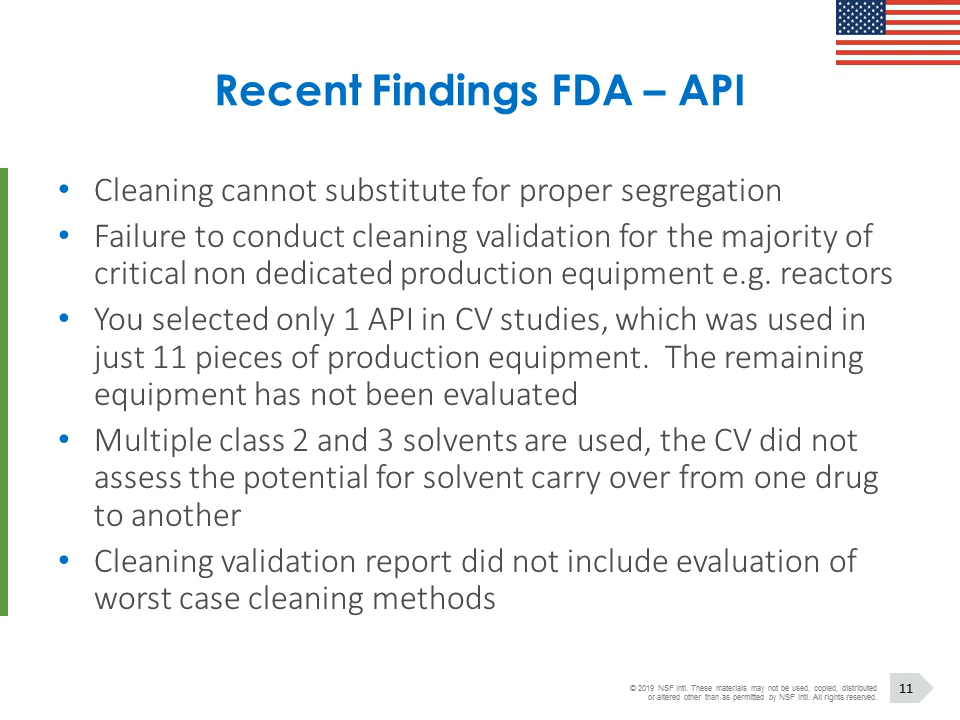 Recent Findings FDA – API
• Cleaning cannot substitute for proper segregation
• Failure to conduct cleaning validation for the majority of
critical non dedicated production equipment e.g. reactors
• You selected only 1 API in CV studies, which was used in
just 11 pieces of production equipment.  The remaining
equipment has not been evaluated
• Multiple class 2 and 3 solvents are used, the CV did not
assess the potential for solvent carry over from one drug
to another
• Cleaning validation report did not include evaluation of
worst case cleaning methods
© 2019 NSF Intl. These materials may not be used, copied, distributed
or altered other than as permitted by NSF Intl. All rights reserved.
11